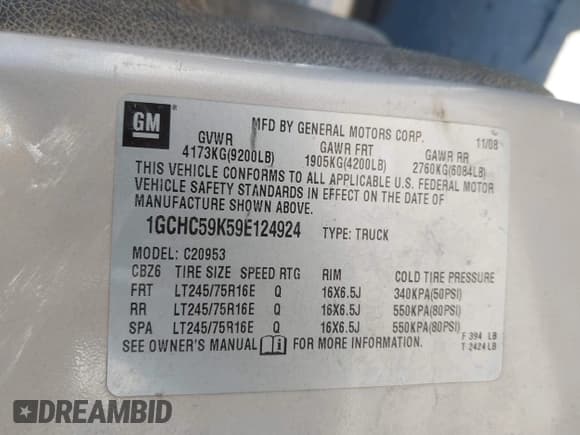 GM ®
MFD BY GENERAL MOTORS CORP. 11/08
GVWR GAWR FRT GAWR RR
4173KG(9200LB) 1905KG(4200LB) 2760KG(6084LB)
THIS VEHICLE CONFORMS TO ALL APPLICABLE U.S. FEDERAL MOTOR
VEHICLE SAFETY STANDARDS IN EFFECT ON THE DATE OF
MANUFACTURE SHOWN ABOVE.
1GCHC59K59E124924 TYPE: TRUCK
MODEL: C20953
CBZ6 TIRE SIZE SPEED RTG RIM COLD TIRE PRESSURE
FRT LT245/75R16E Q 16X6.5J 340KPA(50PSI)
RR LT245/75R16E Q 16X6.5J 550KPA(80PSI)
SPA LT245/75R16E Q 16X6.5J 550KPA(80PSI)
SEE OWNER'S MANUAL i FOR MORE INFORMATION.
F 394 LB
T 2424 LB
DREAMBID